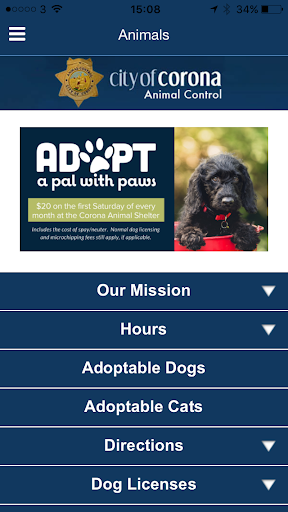 3
15:08
34%
Animals
city of corona
Animal Control
ADOPT
a pal with paws
$20 on the first Saturday of every
month at the Corona Animal Shelter
Includes the cost of spay/neuter. Normal dog licensing
and microchipping fees still apply, if applicable.
Our Mission
Hours
Adoptable Dogs
Adoptable Cats
Directions
Dog Licenses